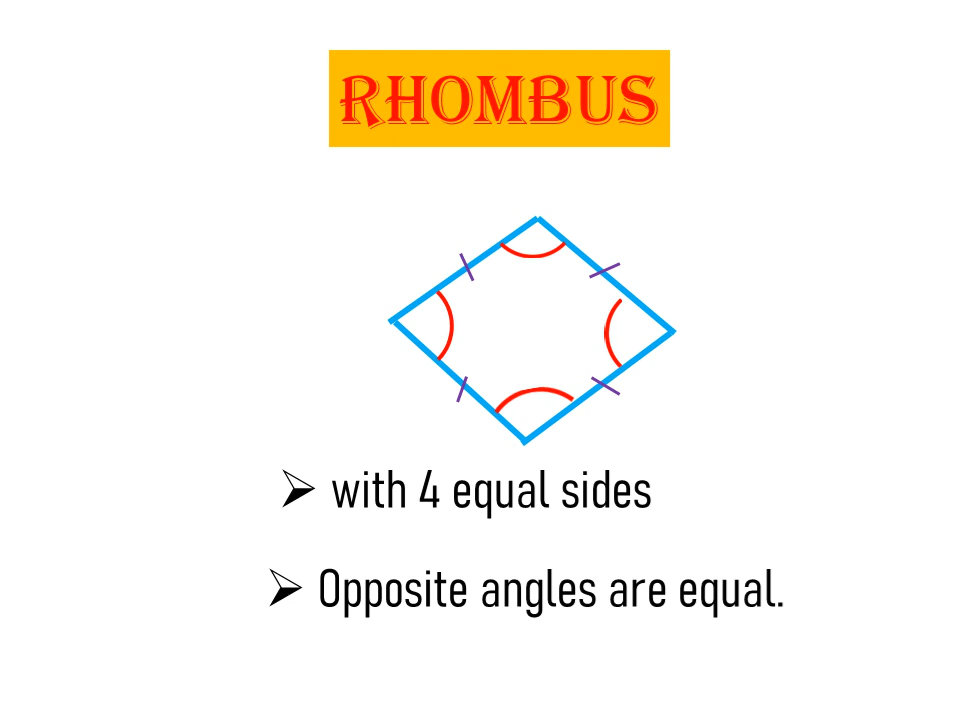 RHOMBUS
➢ with 4 equal sides
➢ Opposite angles are equal.